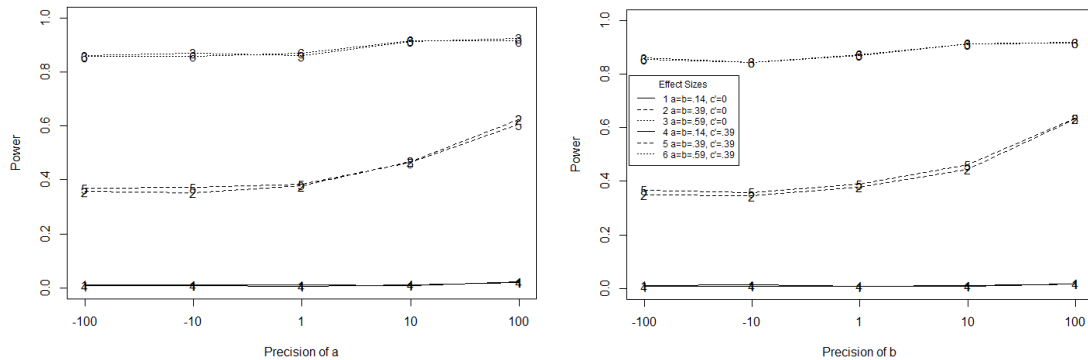 1.0
0.8
0.6
0.4
0.2
0.0
Power
-100 -10 1 10 100
Precision of a
1.0
0.8
0.6
0.4
0.2
0.0
Power
Effect Sizes
1 a=b=.14, c'=0
2 a=b=.39, c'=0
3 a=b=.59, c'=0
4 a=b=.14, c'=.39
5 a=b=.39, c'=.39
6 a=b=.59, c'=.39
-100 -10 1 10 100
Precision of b